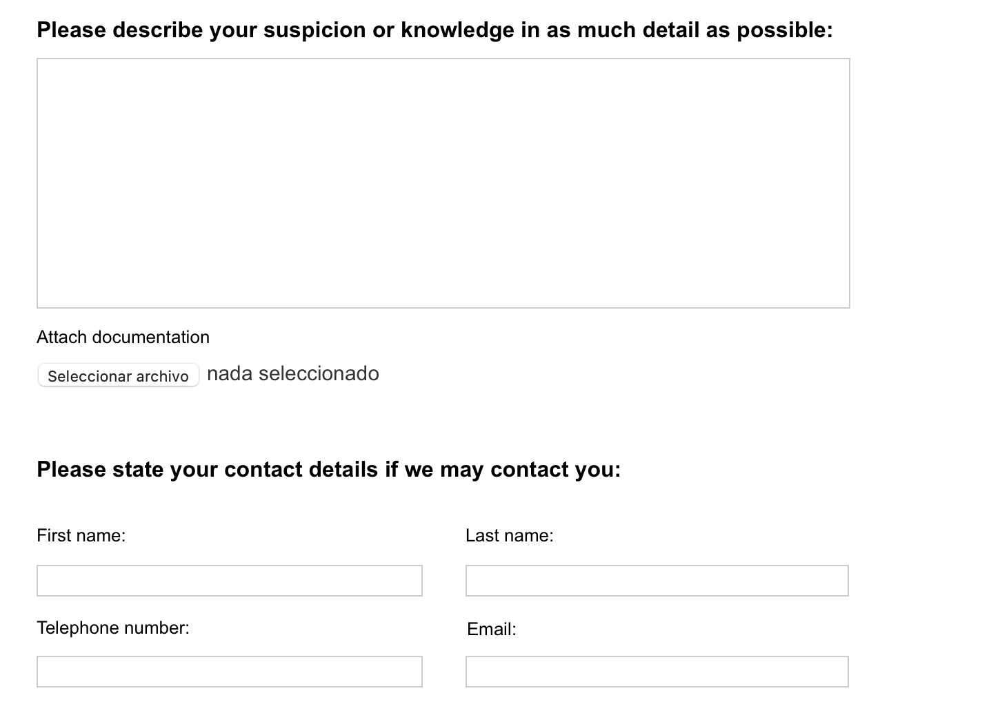 Please describe your suspicion or knowledge in as much detail as possible:
Attach documentation
Seleccionar archivo nada seleccionado
Please state your contact details if we may contact you:
First name: Last name:
Telephone number: Email: